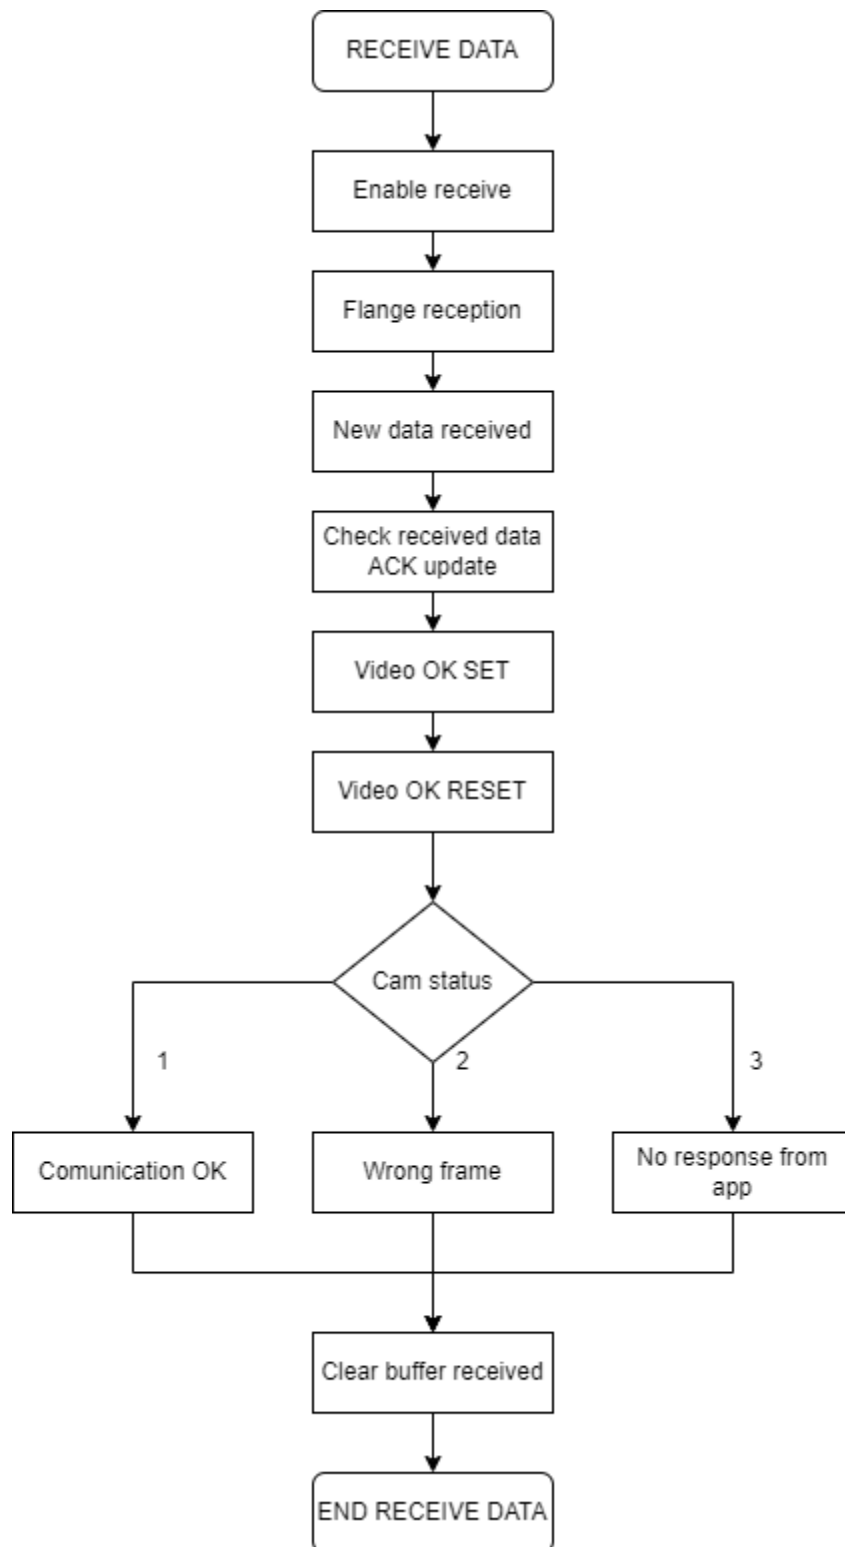 RECEIVE DATA
Enable receive
Flange reception
New data received
Check received data
ACK update
Video OK SET
Video OK RESET
Cam status
1
2
3
Comunication OK
Wrong frame
No response from
app
Clear buffer received
END RECEIVE DATA